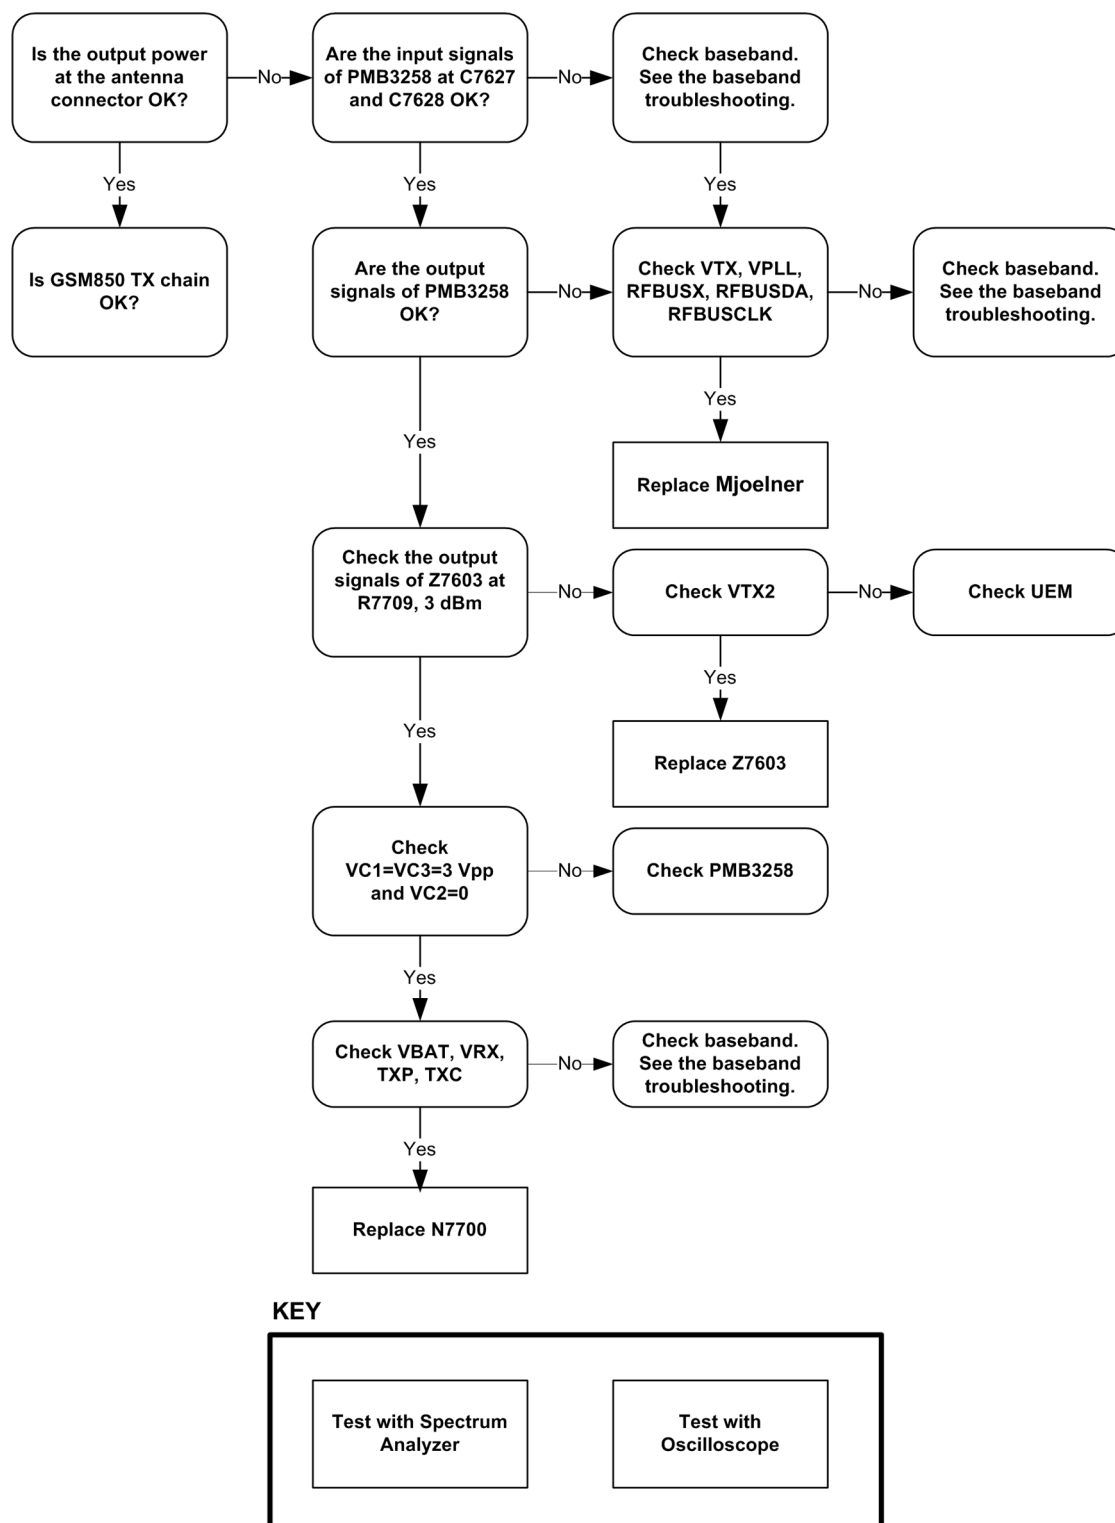 Is the output power
at the antenna
connector OK?
No
Are the input signals
of PMB3258 at C7627
and C7628 OK?
No
Check baseband.
See the baseband
troubleshooting.
Yes
Yes
Yes
Is GSM850 TX chain
OK?
Are the output
signals of PMB3258
OK?
No
Check VTX, VPLL,
RFBUSX, RFBUSDA,
RFBUSCLK
No
Check baseband.
See the baseband
troubleshooting.
Yes
Yes
Replace Mjoelner
Check the output
signals of Z7603 at
R7709, 3 dBm
No
Check VTX2
No
Check UEM
Yes
Yes
Replace Z7603
Check
VC1=VC3=3 Vpp
and VC2=0
No
Check PMB3258
Yes
Check VBAT, VRX,
TXP, TXC
No
Check baseband.
See the baseband
troubleshooting.
Yes
Replace N7700
KEY
Test with Spectrum
Analyzer
Test with
Oscilloscope